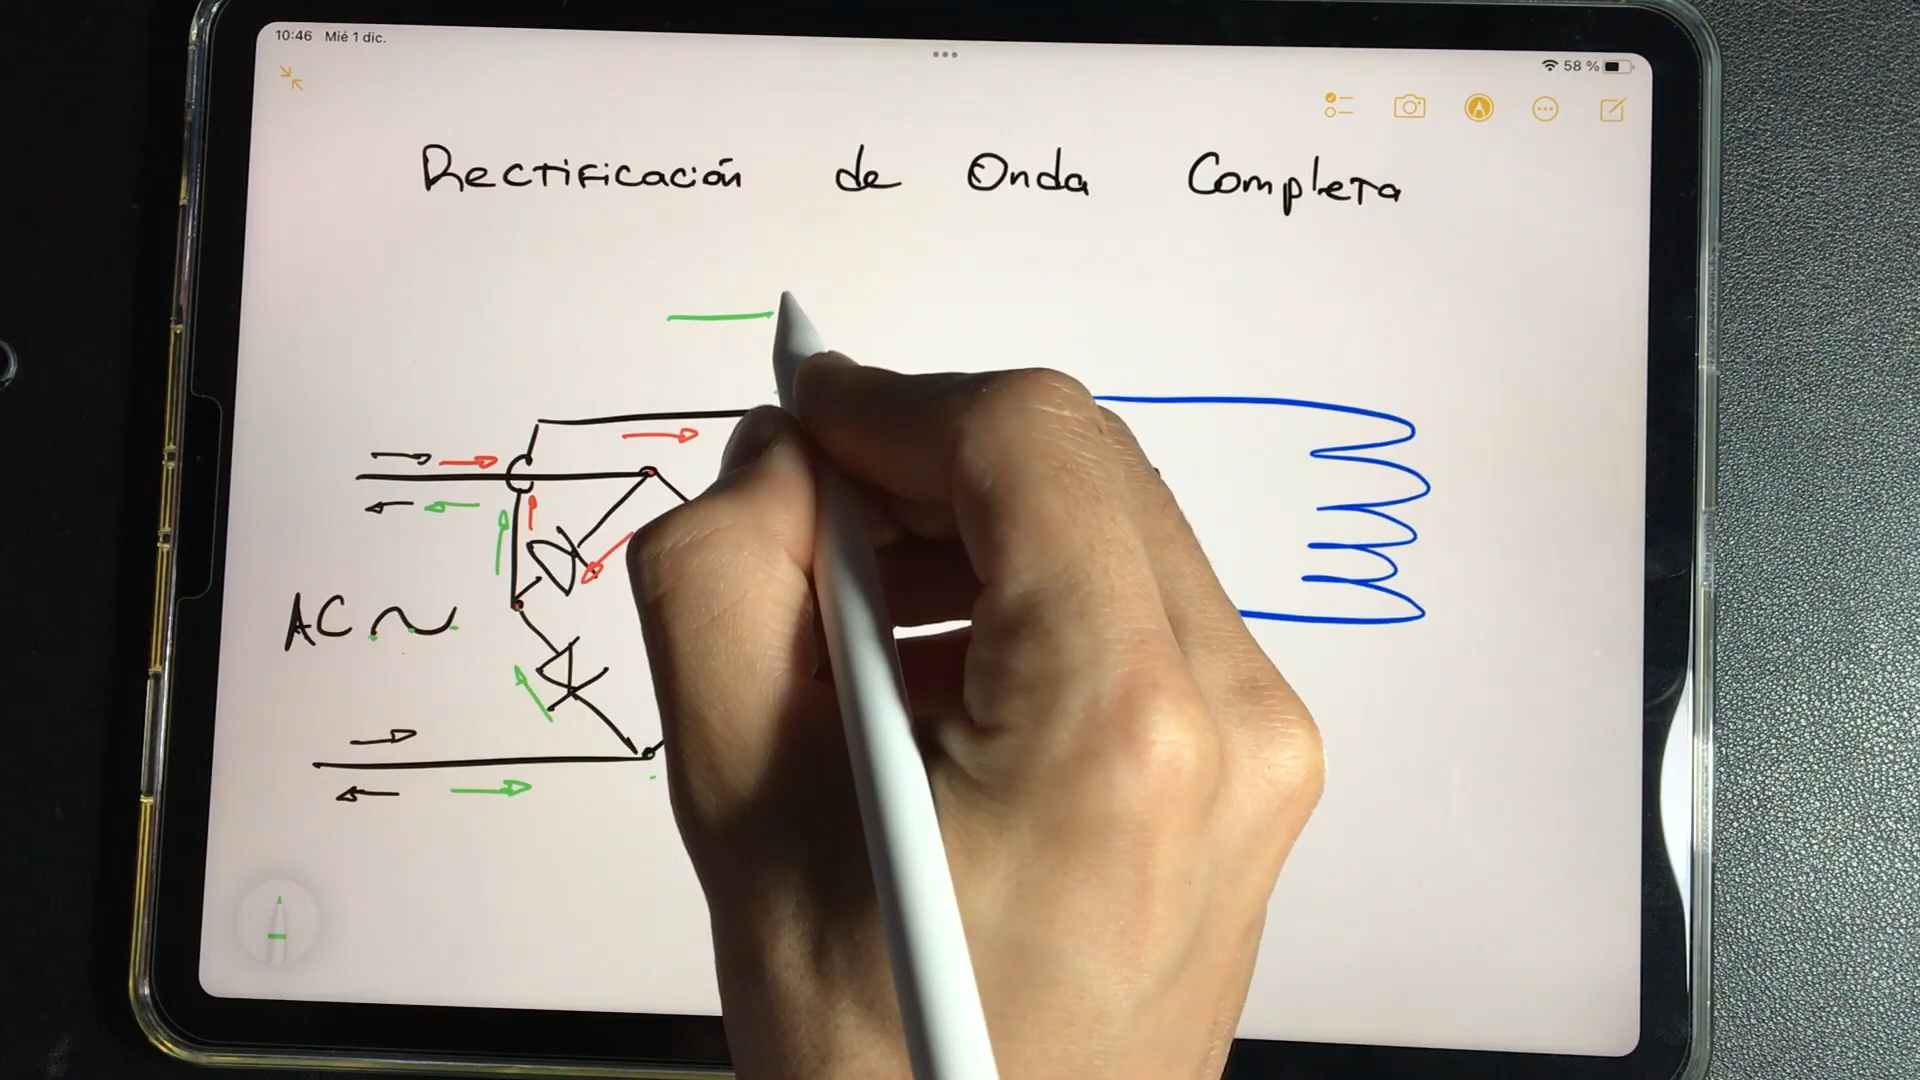 10:46 Mié 1 dic.
58 %
Rectificación de Onda Completa
AC